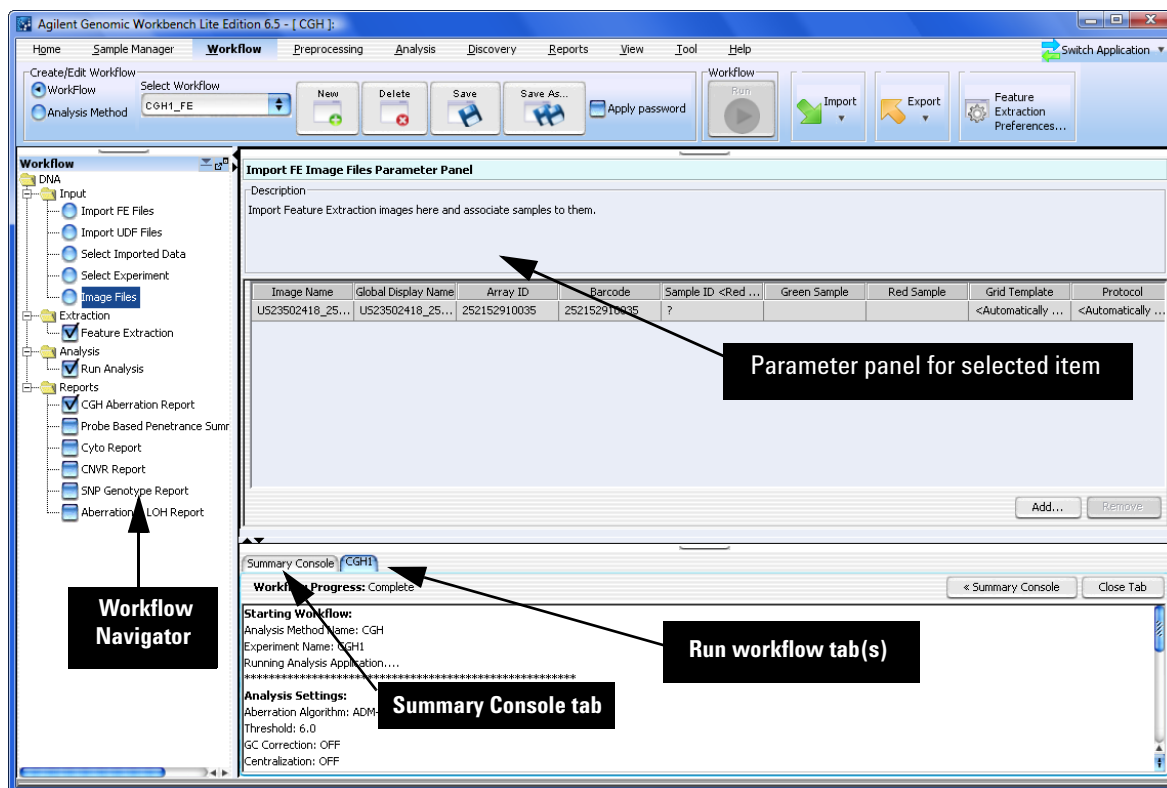 Agilent Genomic Workbench Lite Edition 6.5 - [ CGH ]:
Home Sample Manager Workflow Preprocessing Analysis Discovery Reports View Tool Help Switch Application
Create/Edit Workflow
WorkFlow
Analysis Method
Select Workflow
CGH1_FE
New
Delete
Save
Save As...
Apply password
Workflow
Run
Import
Export
Feature
Extraction
Preferences...
Workflow
DNA
Input
Import FE Files
Import UDF Files
Select Imported Data
Select Experiment
Image Files
Extraction
Feature Extraction
Analysis
Run Analysis
Reports
CGH Aberration Report
Probe Based Penetrance Summ
Cyto Report
CNVR Report
SNP Genotype Report
Aberration LOH Report
Workflow
Navigator
Import FE Image Files Parameter Panel
Description
Import Feature Extraction images here and associate samples to them.
Image Name Global Display Name Array ID Barcode Sample ID <Red ... Green Sample Red Sample Grid Template Protocol
US23502418_25... US23502418_25... 252152910035 252152910035 ? <Automatically ... <Automatically ...
Parameter panel for selected item
Add... Remove
Summary Console CGH1
Workflow Progress: Complete
« Summary Console Close Tab
Starting Workflow:
Analysis Method Name: CGH
Experiment Name: CGH1
Running Analysis Application....
******************************************************
Analysis Settings:
Aberration Algorithm: ADM-
Threshold: 6.0
GC Correction: OFF
Centralization: OFF
Run workflow tab(s)
Summary Console tab